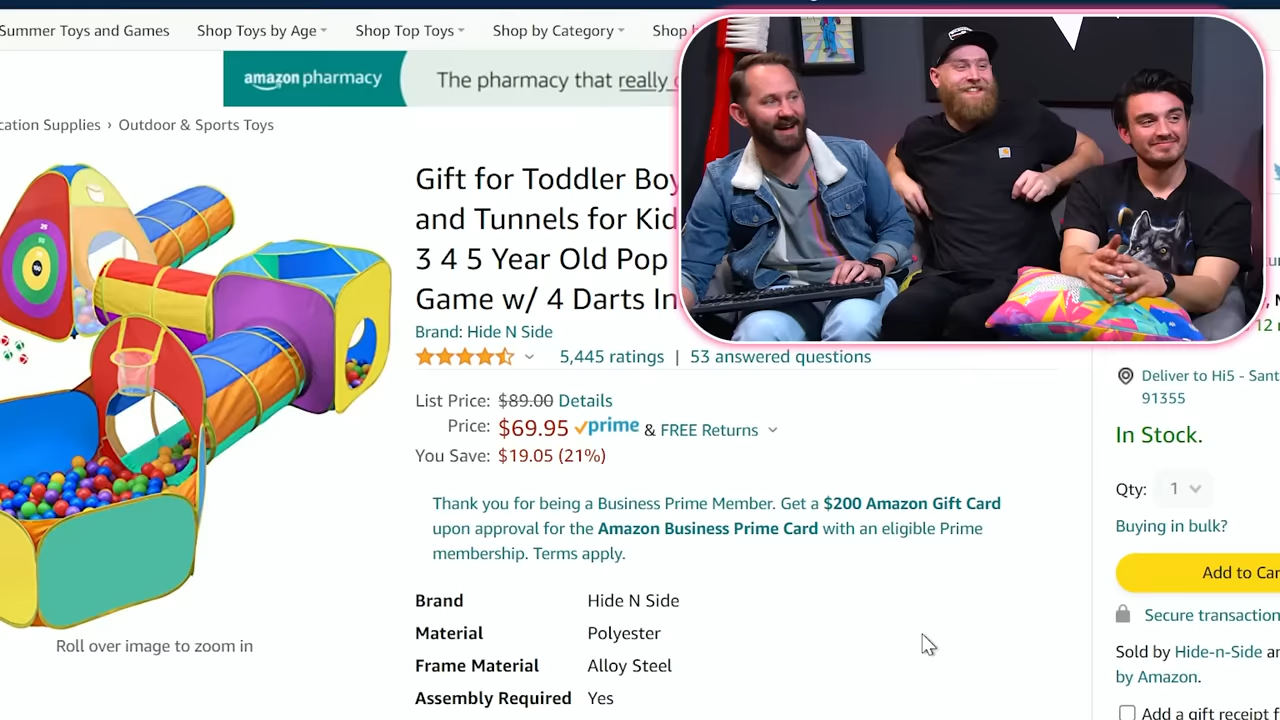 Summer Toys and Games Shop Toys by Age Shop Top Toys Shop by Category Shop
amazon pharmacy The pharmacy that really
cation Supplies › Outdoor & Sports Toys
Gift for Toddler Boy
and Tunnels for Kid
3 4 5 Year Old Pop
Game w/ 4 Darts In
Brand: Hide N Side
5,445 ratings | 53 answered questions
List Price: $89.00 Details
Price: $69.95 prime & FREE Returns
You Save: $19.05 (21%)
Thank you for being a Business Prime Member. Get a $200 Amazon Gift Card
upon approval for the Amazon Business Prime Card with an eligible Prime
membership. Terms apply.
Brand Hide N Side
Material Polyester
Frame Material Alloy Steel
Assembly Required Yes
Roll over image to zoom in
Deliver to Hi5 - Sant
91355
In Stock.
Qty: 1
Buying in bulk?
Add to Car
Secure transaction
Sold by Hide-n-Side an
by Amazon.
Add a gift receipt f